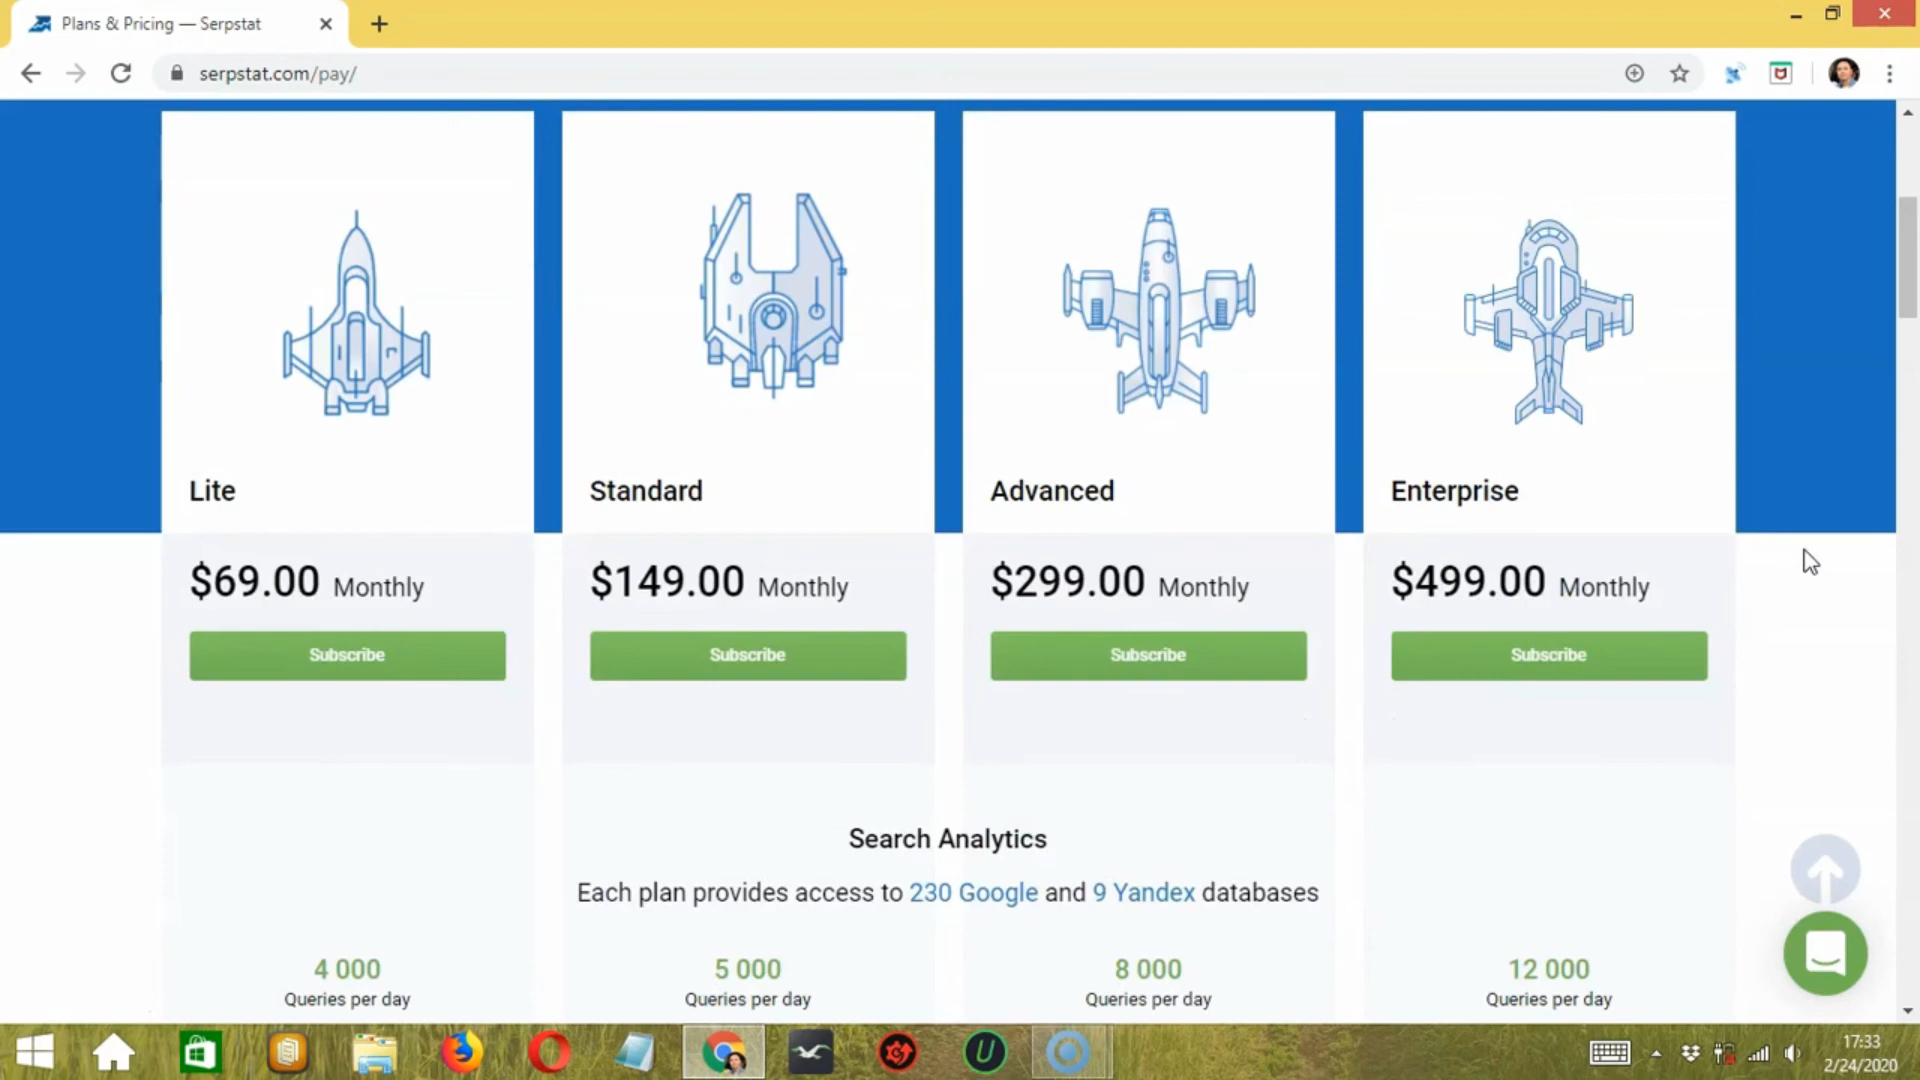 Plans & Pricing — Serpstat
serpstat.com/pay/
Lite
Standard
Advanced
Enterprise
$69.00 Monthly
$149.00 Monthly
$299.00 Monthly
$499.00 Monthly
Subscribe
Subscribe
Subscribe
Subscribe
Search Analytics
Each plan provides access to 230 Google and 9 Yandex databases
4 000
5 000
8 000
12 000
Queries per day
Queries per day
Queries per day
Queries per day
17:33
2/24/2020